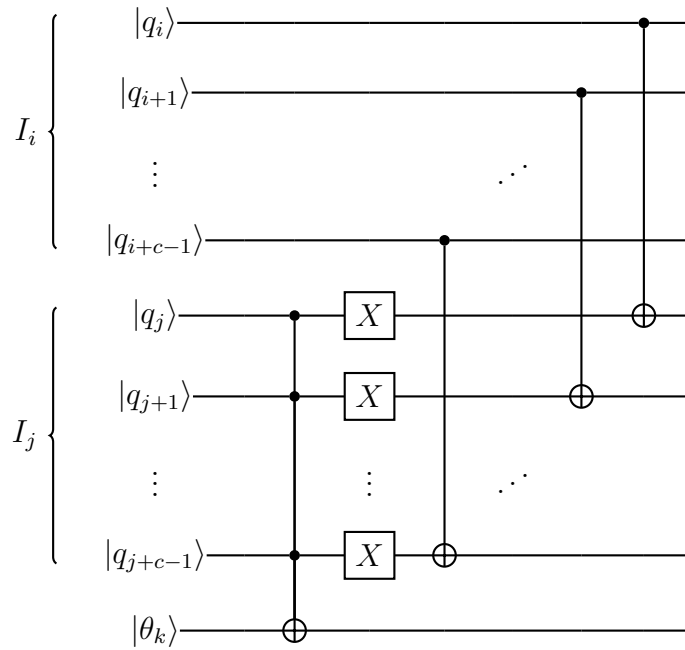 |q_i⟩
|q_{i+1}⟩
I_i
⋮ ⋰
|q_{i+c−1}⟩
|q_j⟩ X
|q_{j+1}⟩ X
I_j
⋮ ⋮ ⋰
|q_{j+c−1}⟩ X
|θ_k⟩